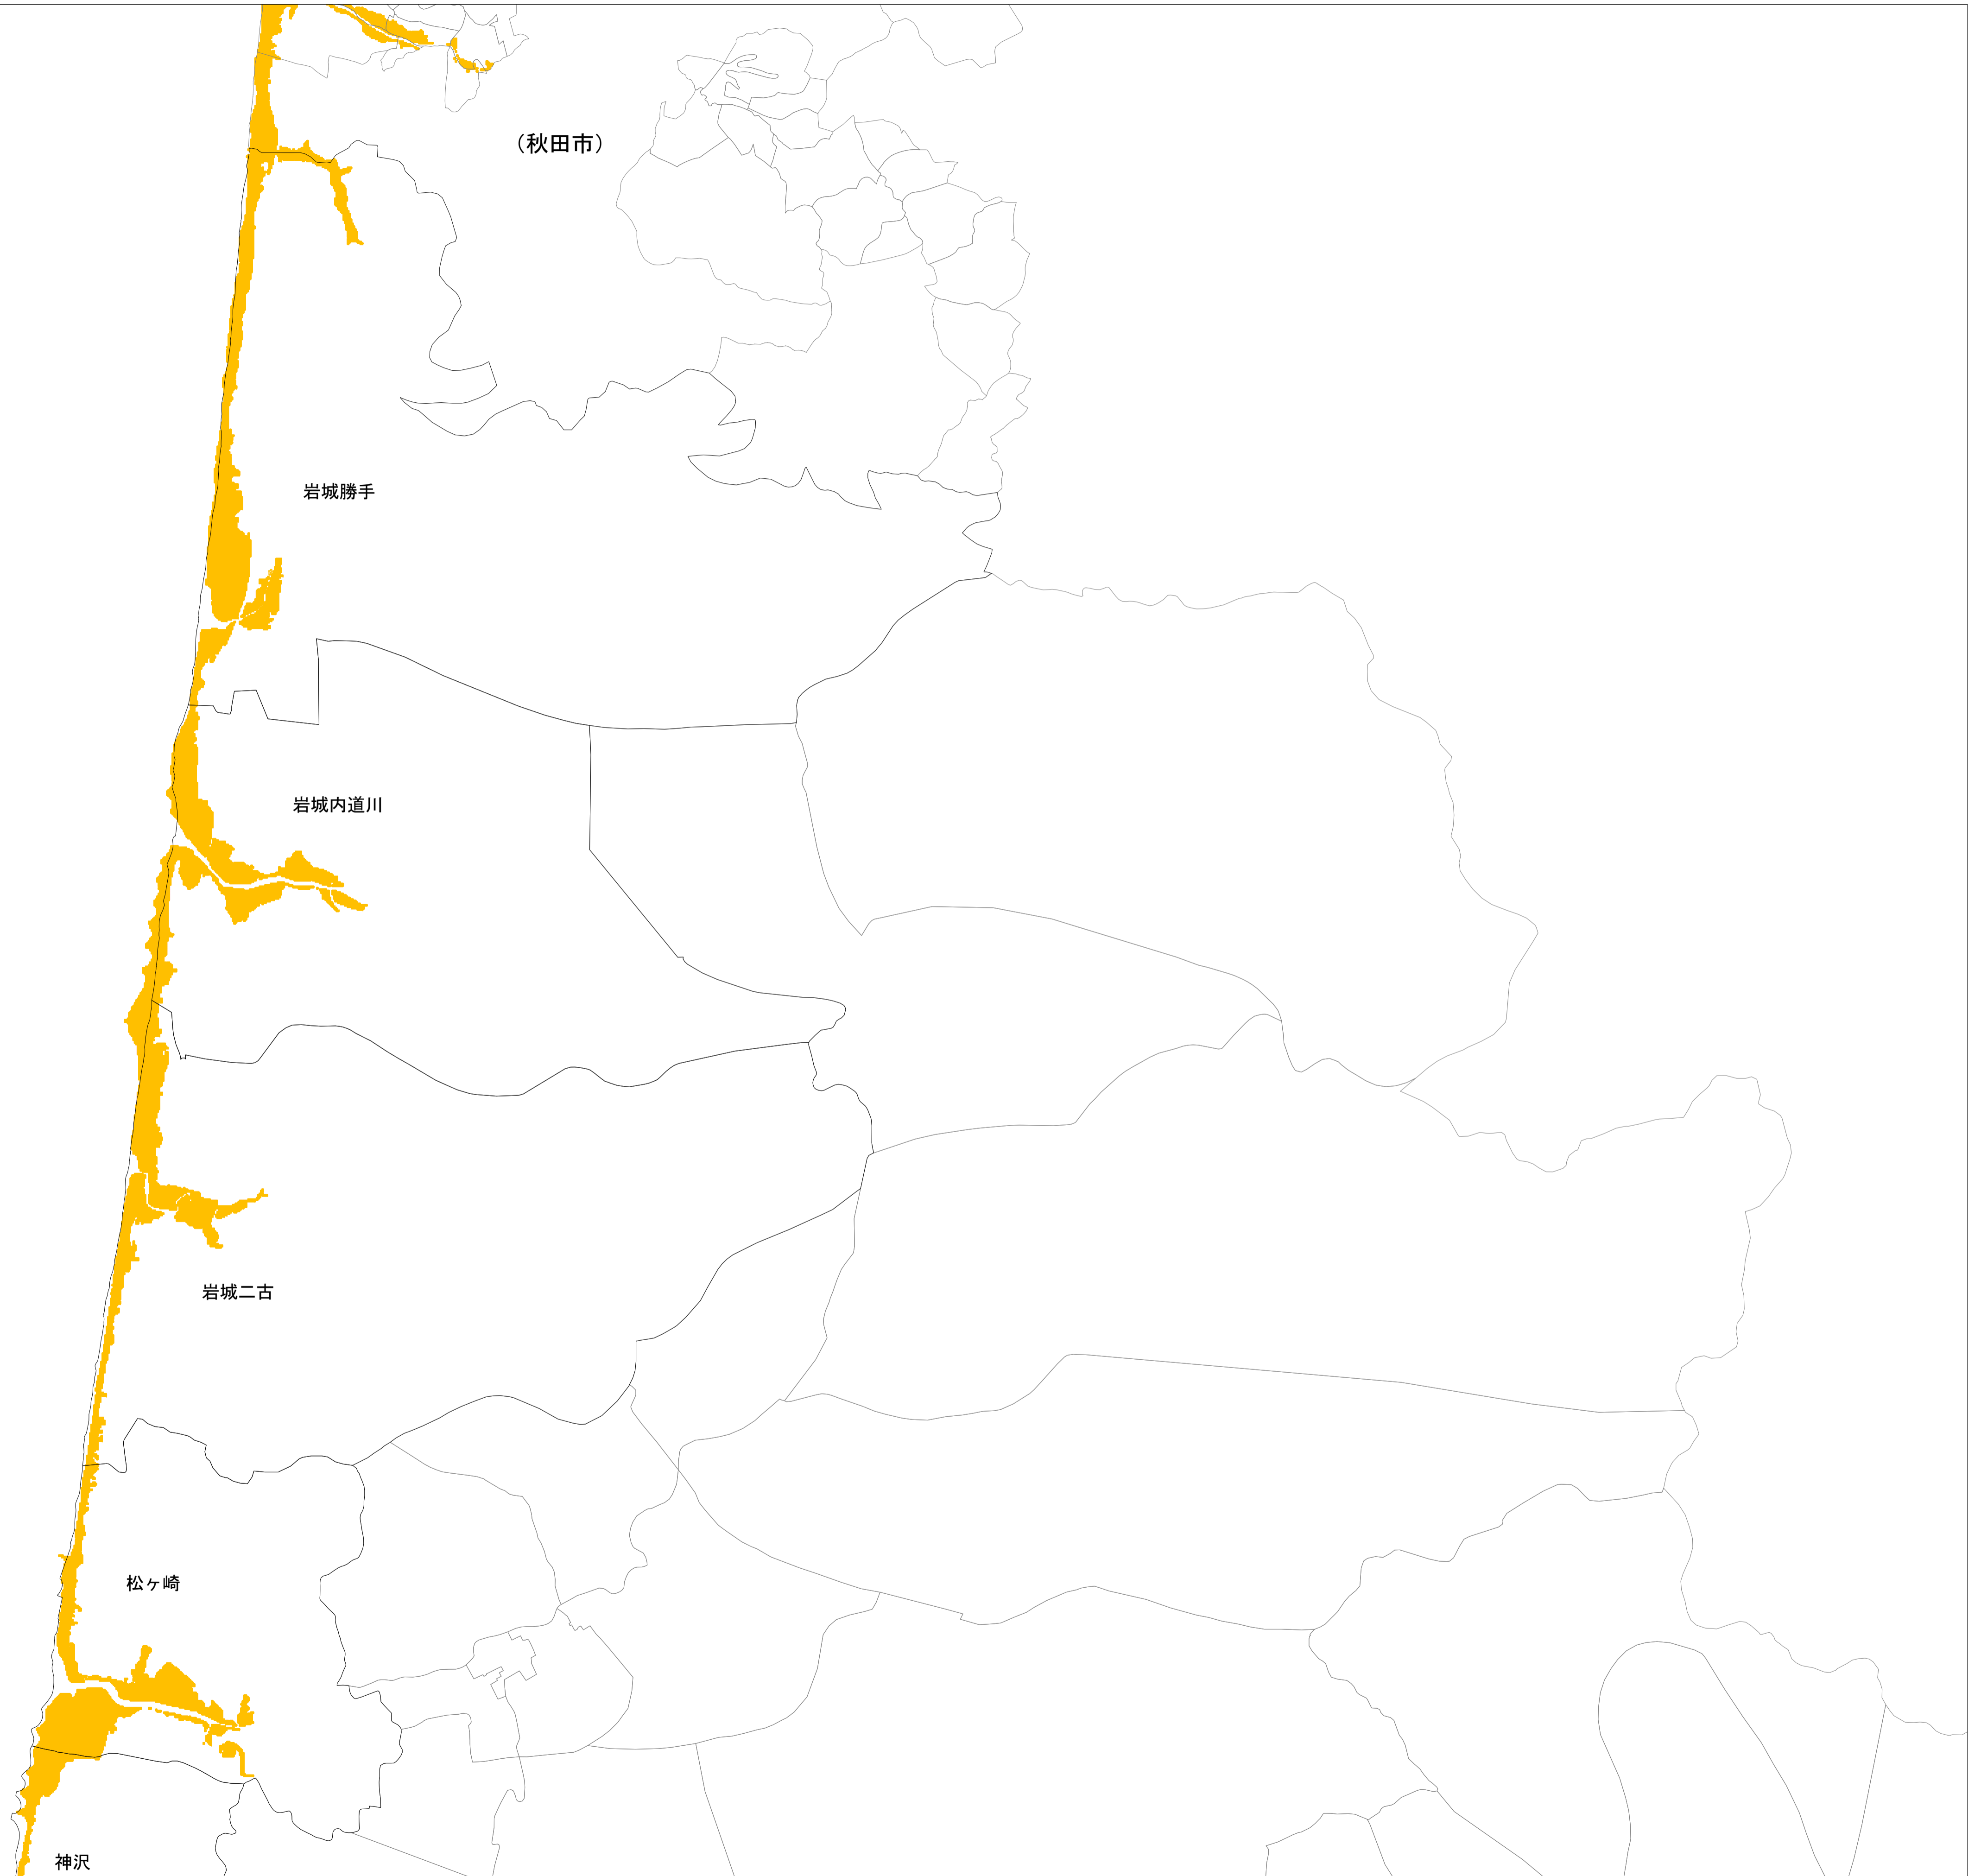 （秋田市）
岩城勝手
岩城内道川
岩城二古
松ヶ崎
神沢